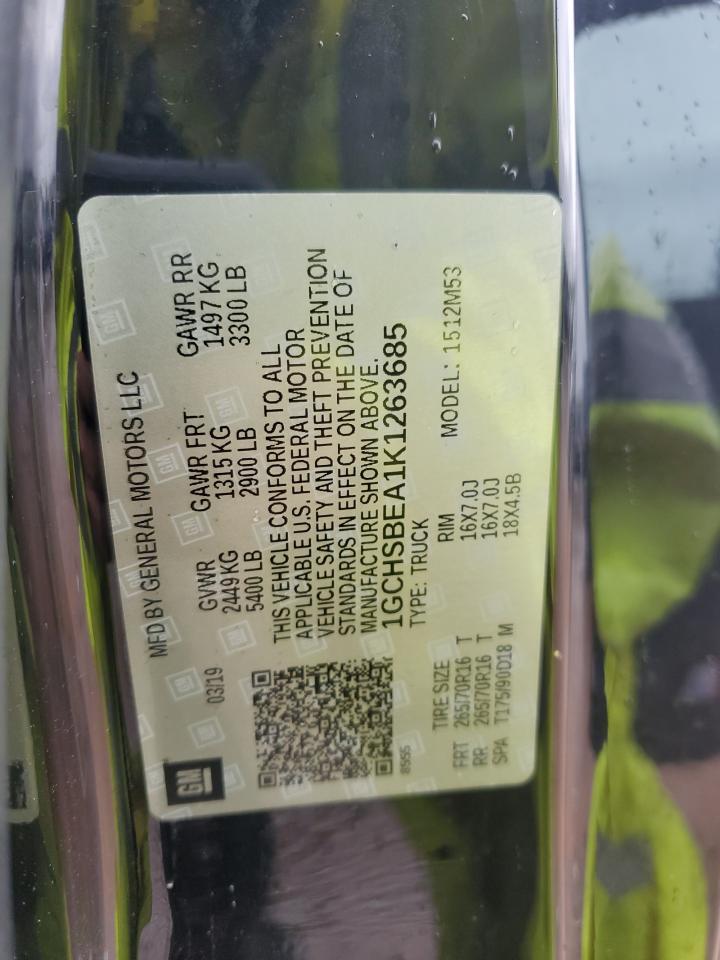 GM
MFD BY GENERAL MOTORS LLC
03/19
GVWR GAWR FRT GAWR RR
2449 KG 1315 KG 1497 KG
5400 LB 2900 LB 3300 LB
THIS VEHICLE CONFORMS TO ALL
APPLICABLE U.S. FEDERAL MOTOR
VEHICLE SAFETY AND THEFT PREVENTION
STANDARDS IN EFFECT ON THE DATE OF
MANUFACTURE SHOWN ABOVE.
1GCHSBEA1K1263685
TYPE: TRUCK
MODEL: 1512M53
TIRE SIZE RIM
FRT 265/70R16 T 16X7.0J
RR 265/70R16 T 16X7.0J
SPA T175/90D18 M 18X4.5B